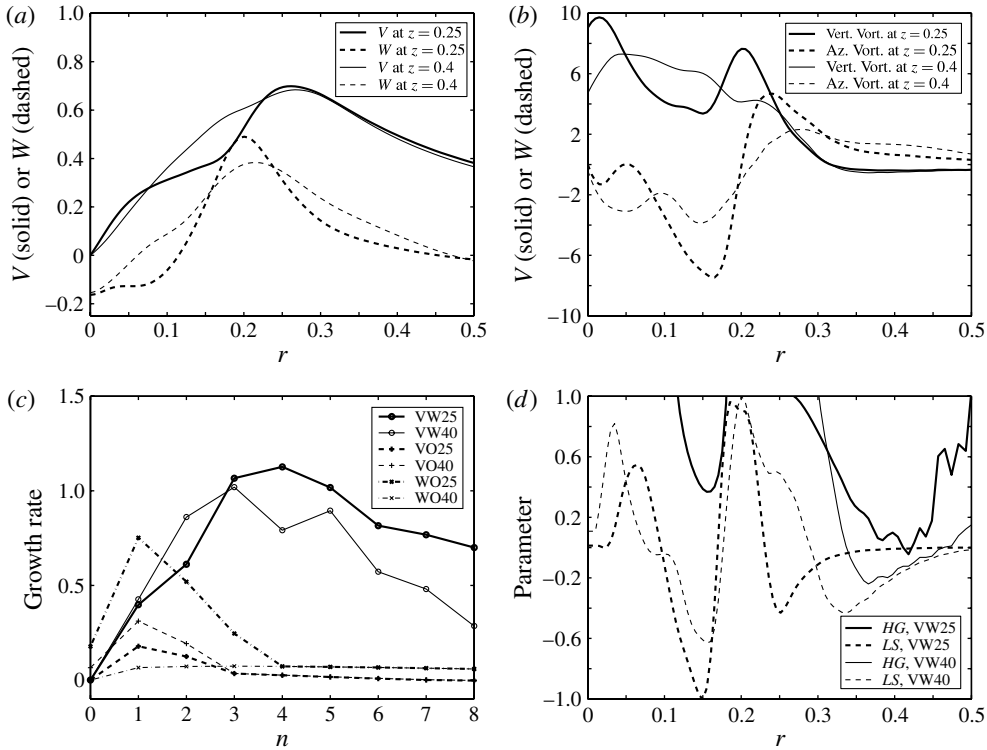 (a)
V (solid) or W (dashed)
1.0
0.8
0.6
0.4
0.2
0
−0.2
V at z = 0.25
W at z = 0.25
V at z = 0.4
W at z = 0.4
0 0.1 0.2 0.3 0.4 0.5
r
(b)
V (solid) or W (dashed)
10
6
2
−2
−6
−10
Vert. Vort. at z = 0.25
Az. Vort. at z = 0.25
Vert. Vort. at z = 0.4
Az. Vort. at z = 0.4
0 0.1 0.2 0.3 0.4 0.5
r
(c)
Growth rate
1.5
1.0
0.5
0
VW25
VW40
VO25
VO40
WO25
WO40
0 1 2 3 4 5 6 7 8
n
(d)
Parameter
1.0
0.6
0.2
−0.2
−0.6
−1.0
HG, VW25
LS, VW25
HG, VW40
LS, VW40
0 0.1 0.2 0.3 0.4 0.5
r